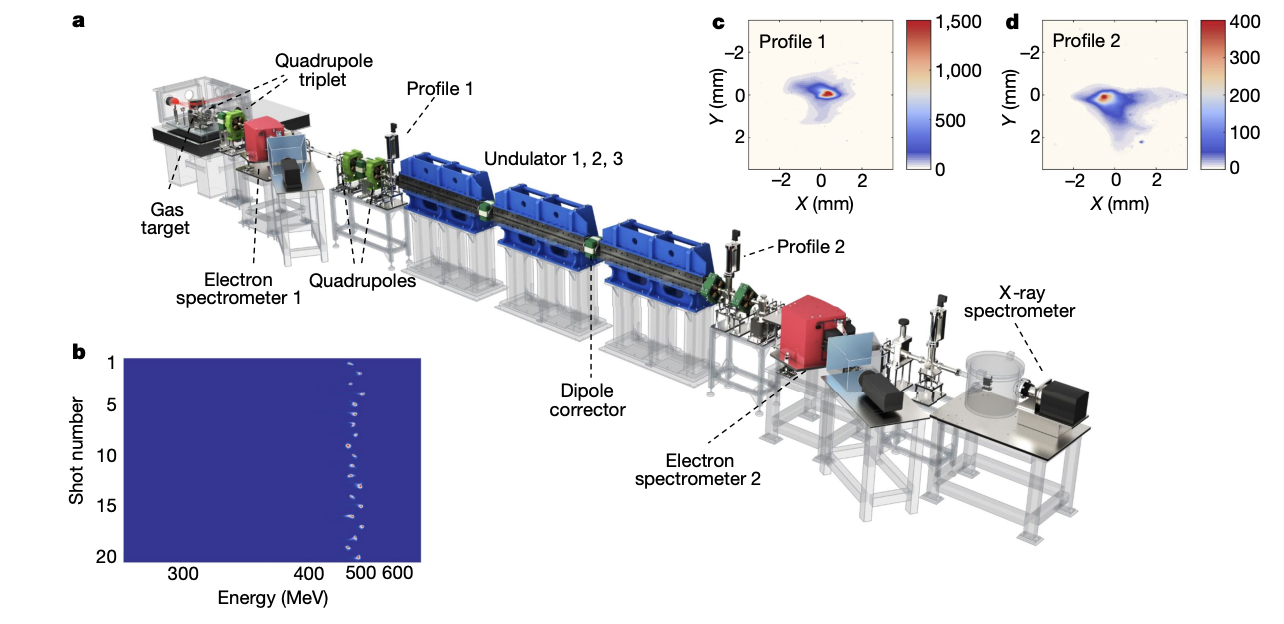 a
Quadrupole
triplet
Profile 1
Undulator 1, 2, 3
Gas
target
Electron
spectrometer 1
Quadrupoles
Profile 2
X-ray
spectrometer
Dipole
corrector
Electron
spectrometer 2
b
Shot number
1
5
10
15
20
300 400 500 600
Energy (MeV)
c
Profile 1
Y (mm)
−2
0
2
−2 0 2
X (mm)
1,500
1,000
500
0
d
Profile 2
Y (mm)
−2
0
2
−2 0 2
X (mm)
400
300
200
100
0